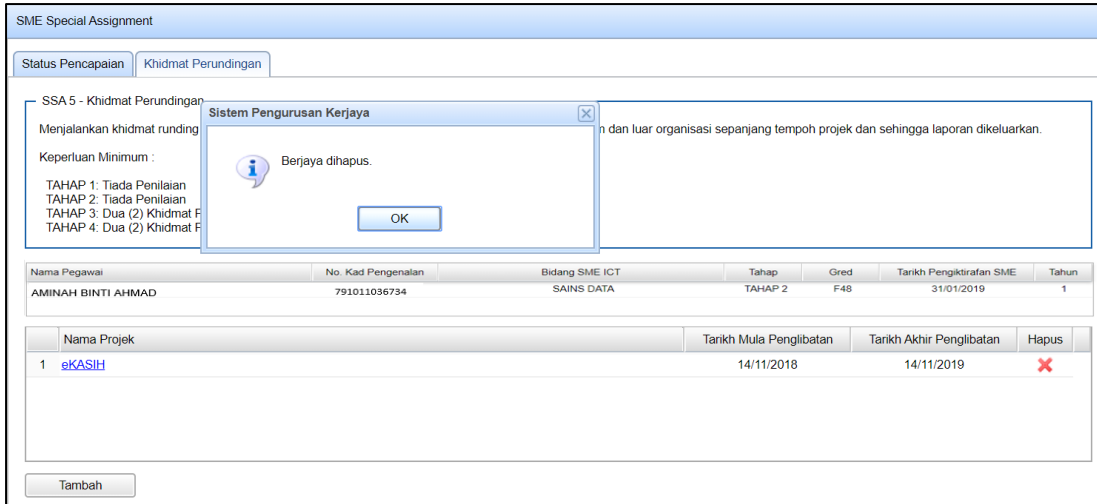 SME Special Assignment
Status Pencapaian Khidmat Perundingan
SSA 5 - Khidmat Perundingan
Sistem Pengurusan Kerjaya
Menjalankan khidmat runding dan luar organisasi sepanjang tempoh projek dan sehingga laporan dikeluarkan.
Keperluan Minimum :
Berjaya dihapus.
TAHAP 1: Tiada Penilaian
TAHAP 2: Tiada Penilaian
TAHAP 3: Dua (2) Khidmat
TAHAP 4: Dua (2) Khidmat
OK
Nama Pegawai No. Kad Pengenalan Bidang SME ICT Tahap Gred Tarikh Pengiktirafan SME Tahun
AMINAH BINTI AHMAD 791011036734 SAINS DATA TAHAP 2 F48 31/01/2019 1
Nama Projek Tarikh Mula Penglibatan Tarikh Akhir Penglibatan Hapus
1 eKASIH 14/11/2018 14/11/2019
Tambah